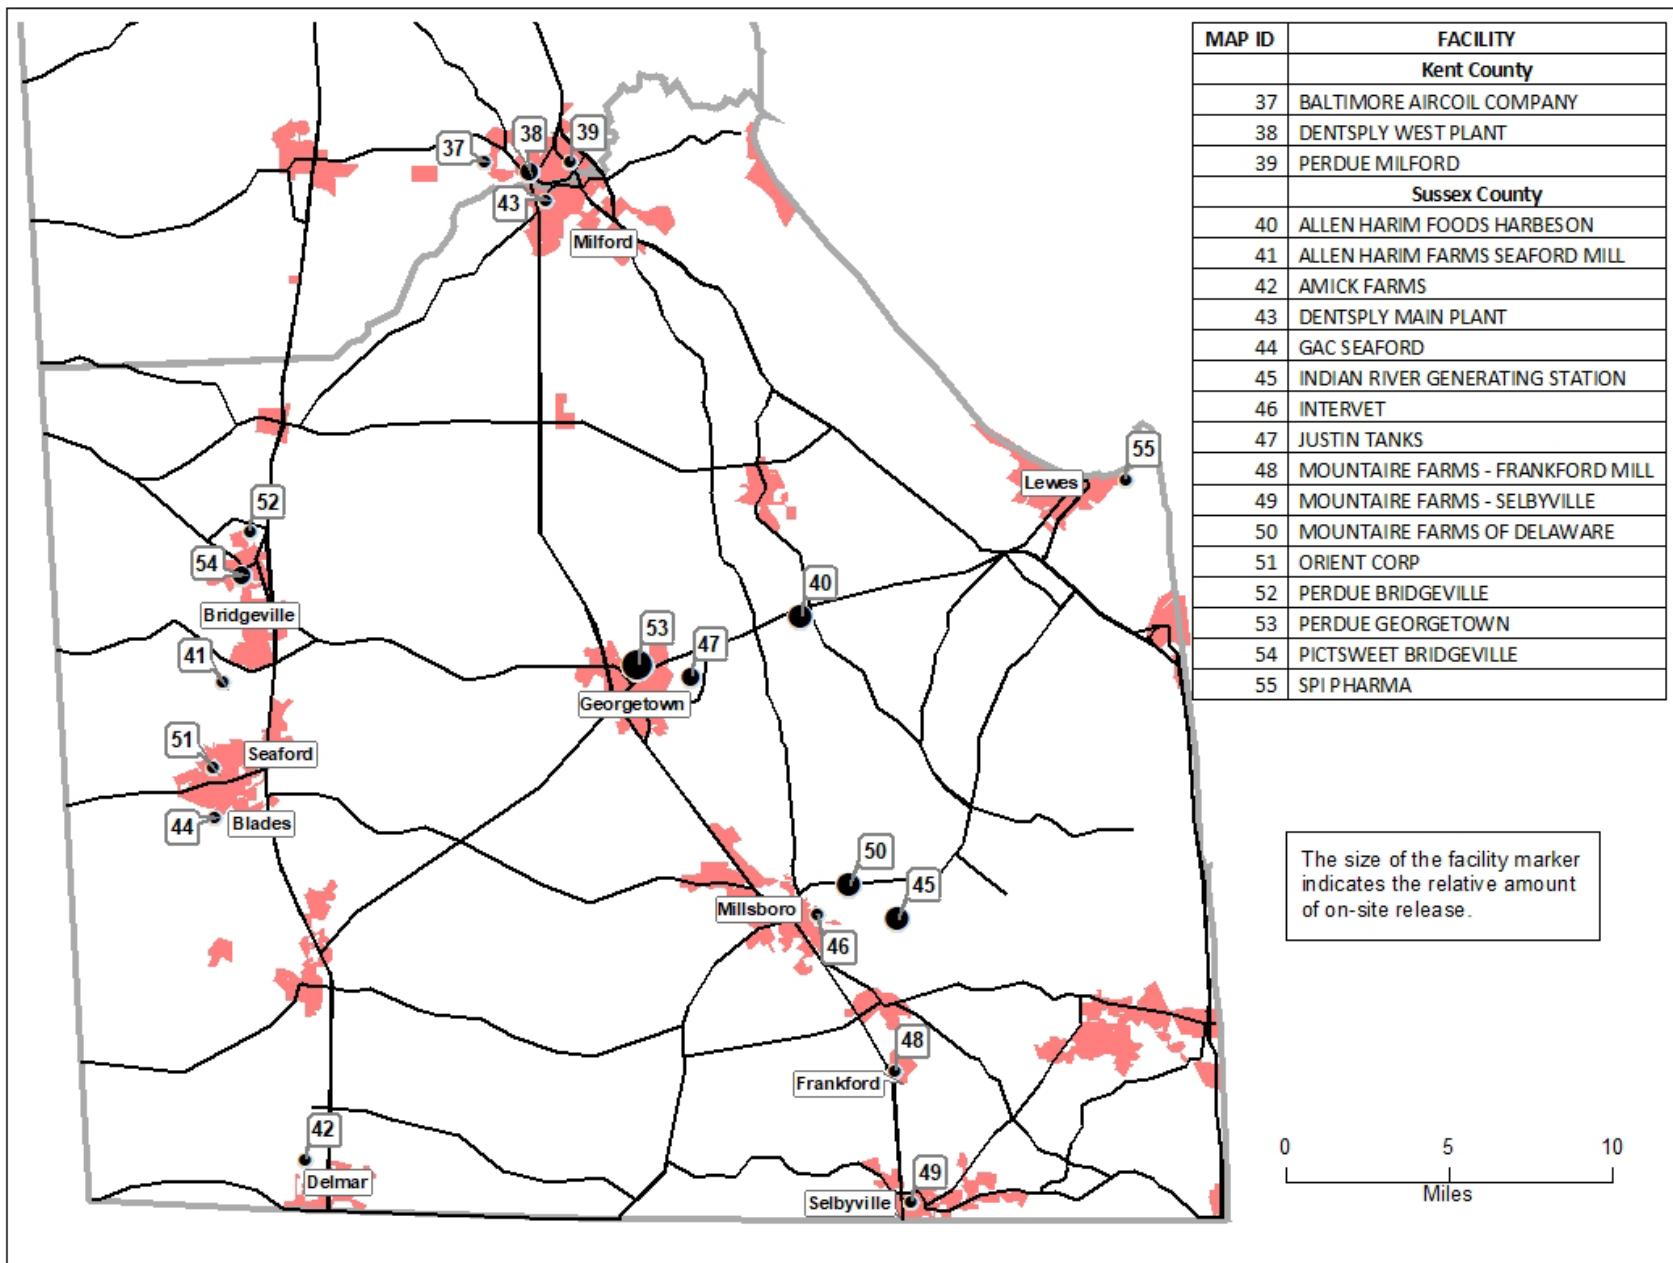 MAP ID FACILITY
Kent County
37 BALTIMORE AIRCOIL COMPANY
38 DENTSPLY WEST PLANT
39 PERDUE MILFORD
Sussex County
40 ALLEN HARIM FOODS HARBESON
41 ALLEN HARIM FARMS SEAFORD MILL
42 AMICK FARMS
43 DENTSPLY MAIN PLANT
44 GAC SEAFORD
45 INDIAN RIVER GENERATING STATION
46 INTERVET
47 JUSTIN TANKS
48 MOUNTAIRE FARMS - FRANKFORD MILL
49 MOUNTAIRE FARMS - SELBYVILLE
50 MOUNTAIRE FARMS OF DELAWARE
51 ORIENT CORP
52 PERDUE BRIDGEVILLE
53 PERDUE GEORGETOWN
54 PICTSWEET BRIDGEVILLE
55 SPI PHARMA
38
39
37
43
Milford
55
Lewes
52
54
40
Bridgeville
53
47
41
Georgetown
51
Seaford
44
Blades
50
45
Millsboro
46
48
Frankford
42
Delmar
49
Selbyville
The size of the facility marker
indicates the relative amount
of on-site release.
0 5 10
Miles